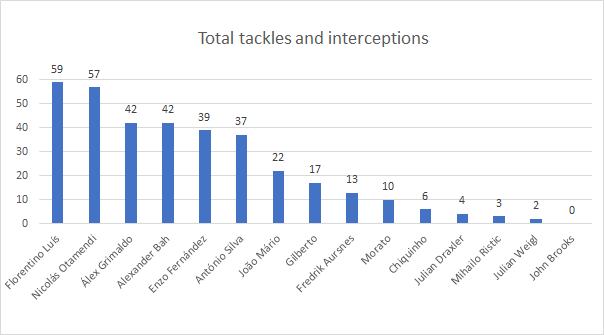 Total tackles and interceptions
59
57
42
42
39
37
22
17
13
10
6
4
3
2
0
60
50
40
30
20
10
0
Florentino Luís
Nicolás Otamendi
Álex Grimaldo
Alexander Bah
Enzo Fernández
António Silva
João Mário
Gilberto
Fredrik Aursnes
Morato
Chiquinho
Julian Draxler
Mihailo Ristic
Julian Weigl
John Brooks